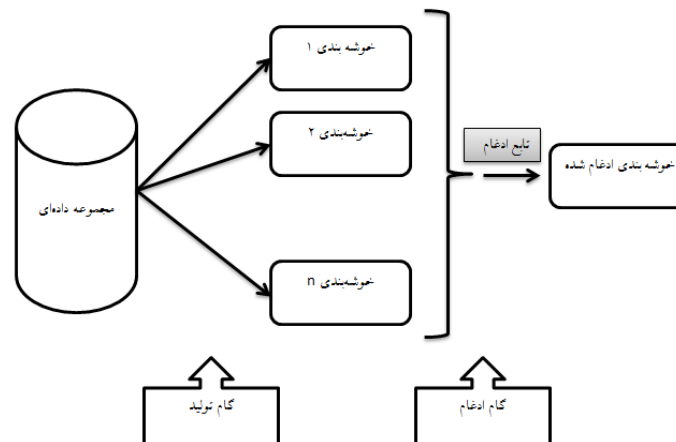 خوشه بندی ۱
خوشه‌بندی ۲
خوشه‌بندی n
مجموعه داده‌ای
تابع ادغام
خوشه بندی ادغام شده
گام تولید
گام ادغام